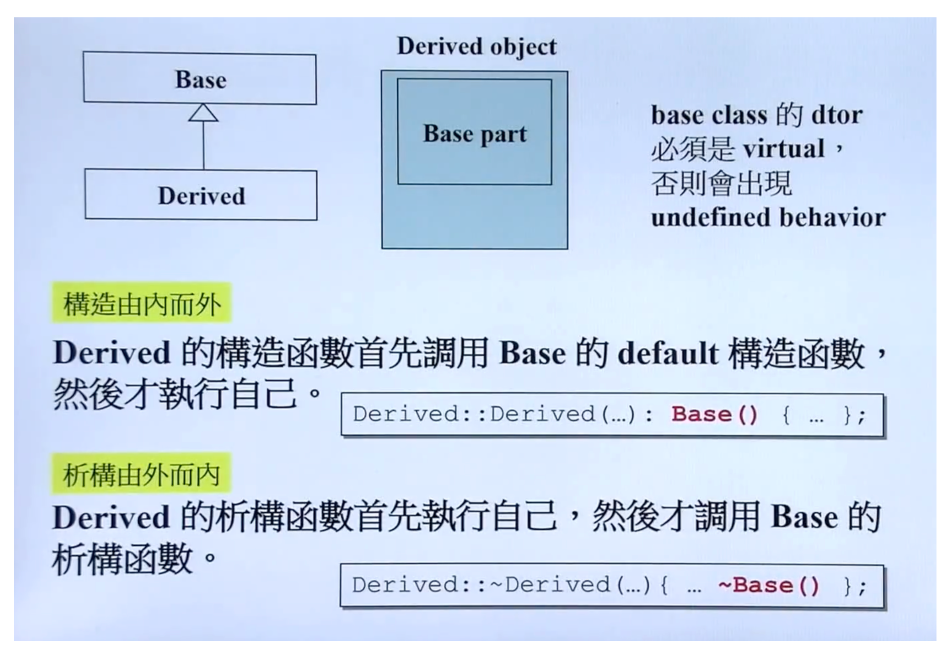 Base
Derived
Derived object
Base part
base class 的 dtor
必須是 virtual，
否則會出現
undefined behavior
構造由內而外
Derived 的構造函數首先調用 Base 的 default 構造函數，
然後才執行自己。
Derived::Derived(…): Base() { … };
析構由外而內
Derived 的析構函數首先執行自己，然後才調用 Base 的
析構函數。
Derived::~Derived(…){ … ~Base() };